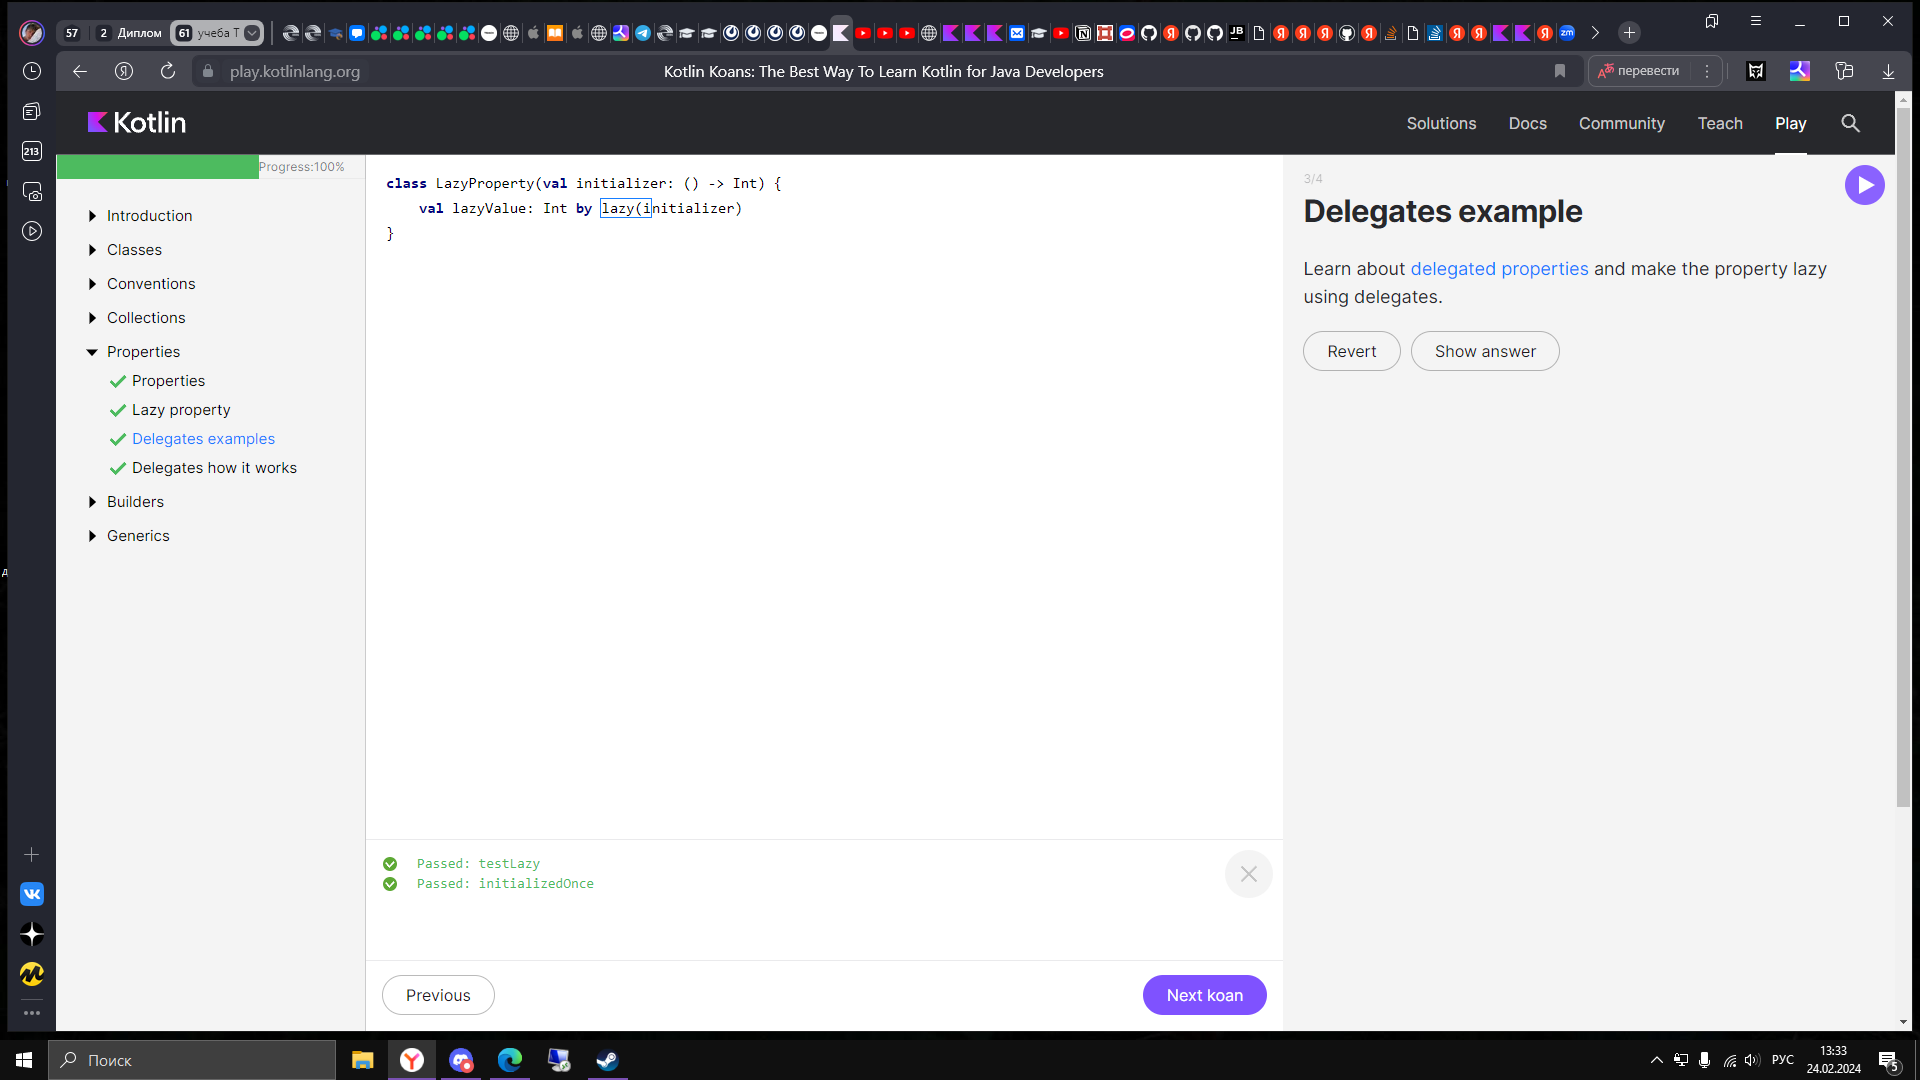 57
2 Диплом
61 учеба T
JB
zm
play.kotlinlang.org
Kotlin Koans: The Best Way To Learn Kotlin for Java Developers
перевести
213
Kotlin
Solutions
Docs
Community
Teach
Play
Progress:100%
Introduction
Classes
Conventions
Collections
Properties
Properties
Lazy property
Delegates examples
Delegates how it works
Builders
Generics
class LazyProperty(val initializer: () -> Int) {
val lazyValue: Int by lazy(initializer)
}
3/4
Delegates example
Learn about delegated properties and make the property lazy
using delegates.
Revert
Show answer
Passed: testLazy
Passed: initializedOnce
Previous
Next koan
Поиск
РУС
13:33
24.02.2024
5